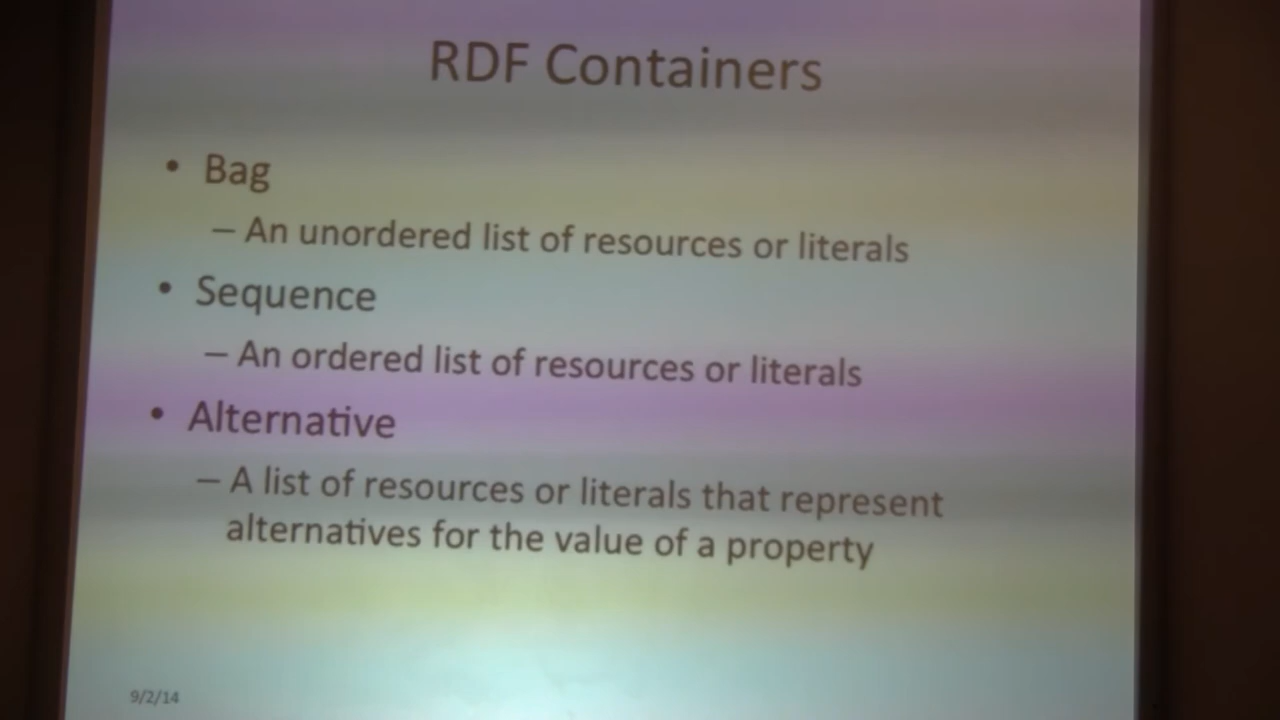 RDF Containers
• Bag
– An unordered list of resources or literals
• Sequence
– An ordered list of resources or literals
• Alternative
– A list of resources or literals that represent
alternatives for the value of a property
9/2/14